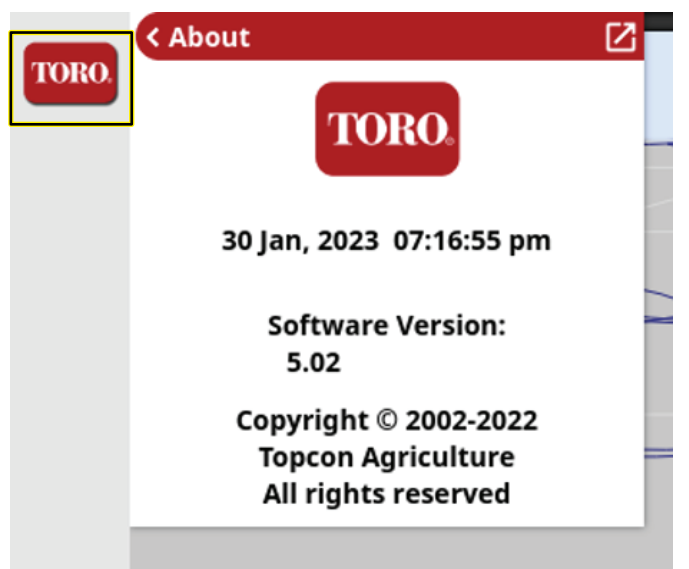 TORO.
About
TORO
30 Jan, 2023 07:16:55 pm
Software Version:
5.02
Copyright © 2002-2022
Topcon Agriculture
All rights reserved